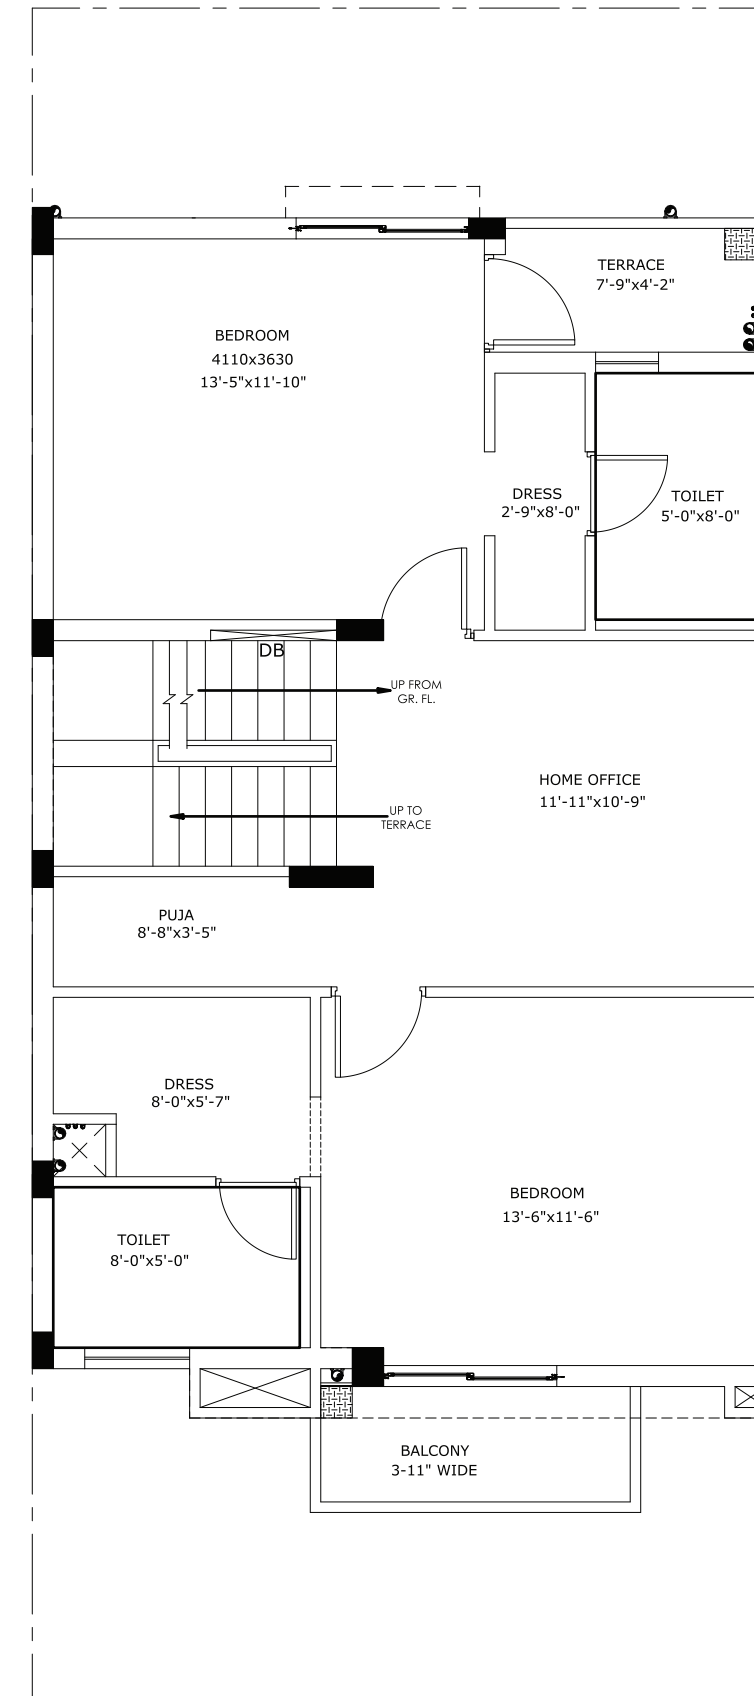 TERRACE
7'-9"x4'-2"
BEDROOM
4110x3630
13'-5"x11'-10"
DRESS
2'-9"x8'-0"
TOILET
5'-0"x8'-0"
DB
UP FROM
GR. FL.
HOME OFFICE
11'-11"x10'-9"
UP TO
TERRACE
PUJA
8'-8"x3'-5"
DRESS
8'-0"x5'-7"
BEDROOM
13'-6"x11'-6"
TOILET
8'-0"x5'-0"
BALCONY
3-11" WIDE